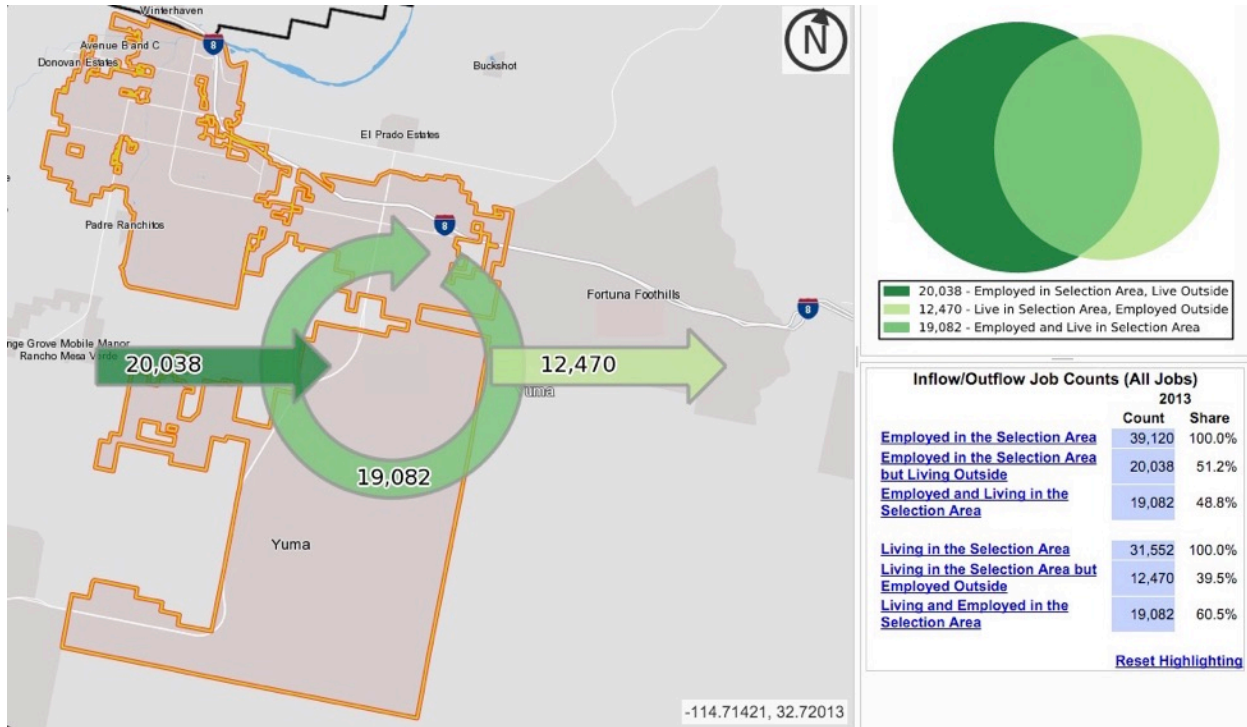 Winterhaven
8
N
Avenue B and C
Donovan Estates
Buckshot
El Prado Estates
8
Padre Ranchitos
Fortuna Foothills
8
nge Grove Mobile Manor
Rancho Mesa Verde
20,038
12,470
uma
19,082
Yuma
-114.71421, 32.72013
20,038 - Employed in Selection Area, Live Outside
12,470 - Live in Selection Area, Employed Outside
19,082 - Employed and Live in Selection Area
Inflow/Outflow Job Counts (All Jobs)
2013
Count Share
Employed in the Selection Area 39,120 100.0%
Employed in the Selection Area
but Living Outside 20,038 51.2%
Employed and Living in the
Selection Area 19,082 48.8%
Living in the Selection Area 31,552 100.0%
Living in the Selection Area but
Employed Outside 12,470 39.5%
Living and Employed in the
Selection Area 19,082 60.5%
Reset Highlighting